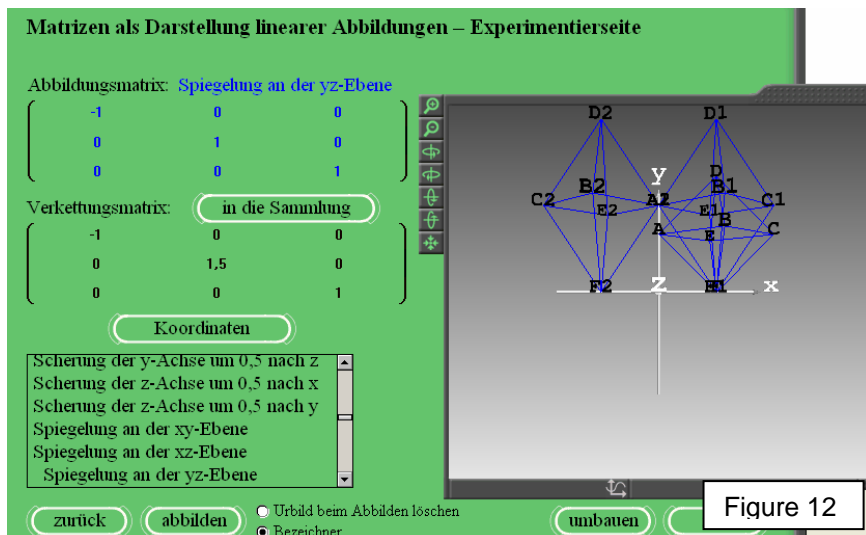 Matrizen als Darstellung linearer Abbildungen – Experimentierseite
Abbildungsmatrix: Spiegelung an der yz-Ebene
-1 0 0
0 1 0
0 0 1
Verkettungsmatrix: in die Sammlung
-1 0 0
0 1,5 0
0 0 1
Koordinaten
Scherung der y-Achse um 0,5 nach z
Scherung der z-Achse um 0,5 nach x
Scherung der z-Achse um 0,5 nach y
Spiegelung an der xy-Ebene
Spiegelung an der xz-Ebene
Spiegelung an der yz-Ebene
zurück
abbilden
Urbild beim Abbilden löschen
Bezeichner
umbauen
D2 D1
y D
B2 B1
C2 E2 E1 C1
A B C
E
F2 Z x
Figure 12